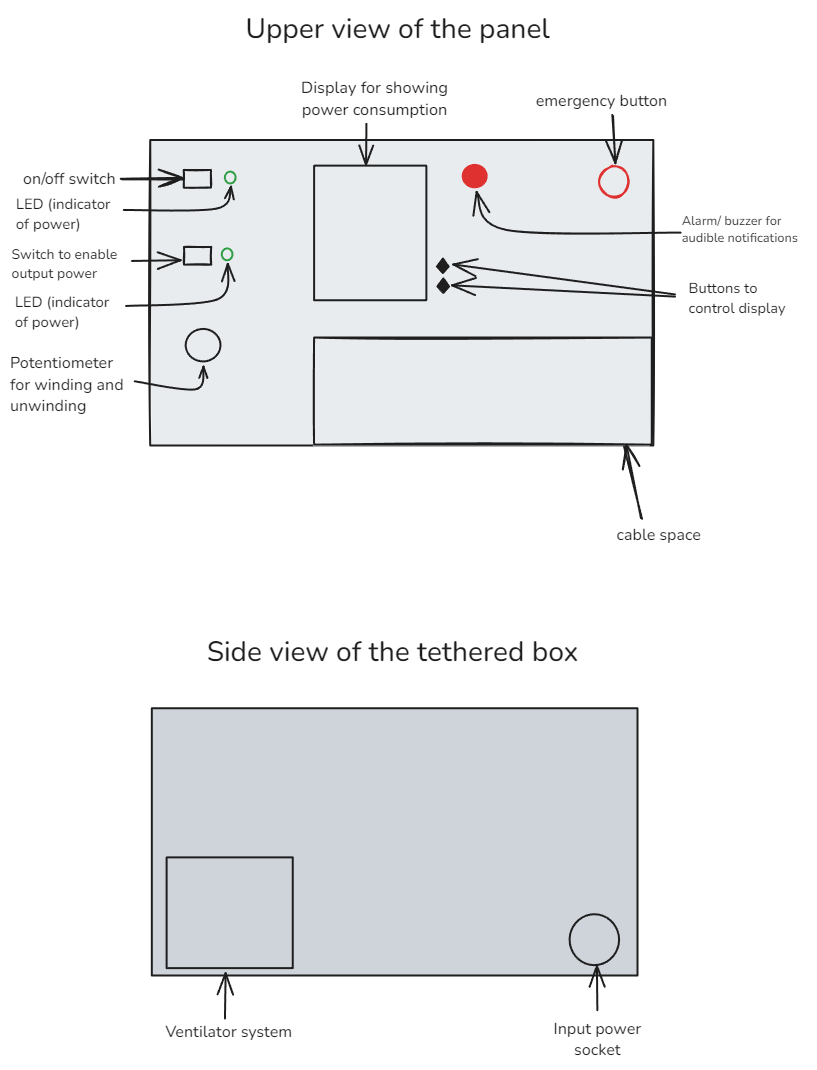 Upper view of the panel
Display for showing
power consumption
emergency button
on/off switch
LED (indicator
of power)
Alarm/ buzzer for
audible notifications
Switch to enable
output power
LED (indicator
of power)
Buttons to
control display
Potentiometer
for winding and
unwinding
cable space
Side view of the tethered box
Ventilator system
Input power
socket